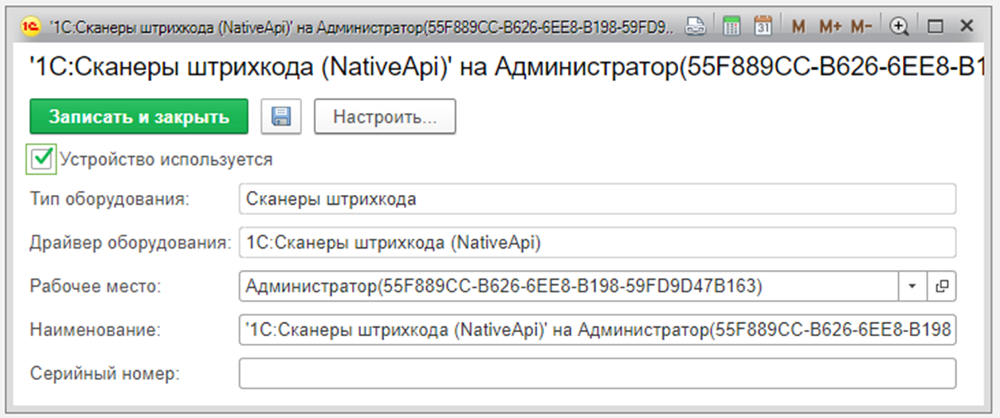 1С '1С:Сканеры штрихкода (NativeApi)' на Администратор(55F889CC-B626-6EE8-B198-59FD9.. 31 M M+ M-
'1С:Сканеры штрихкода (NativeApi)' на Администратор(55F889CC-B626-6EE8-B1
Записать и закрыть Настроить...
Устройство используется
Тип оборудования: Сканеры штрихкода
Драйвер оборудования: 1С:Сканеры штрихкода (NativeApi)
Рабочее место: Администратор(55F889CC-B626-6EE8-B198-59FD9D47B163)
Наименование: '1С:Сканеры штрихкода (NativeApi)' на Администратор(55F889CC-B626-6EE8-B198
Серийный номер: